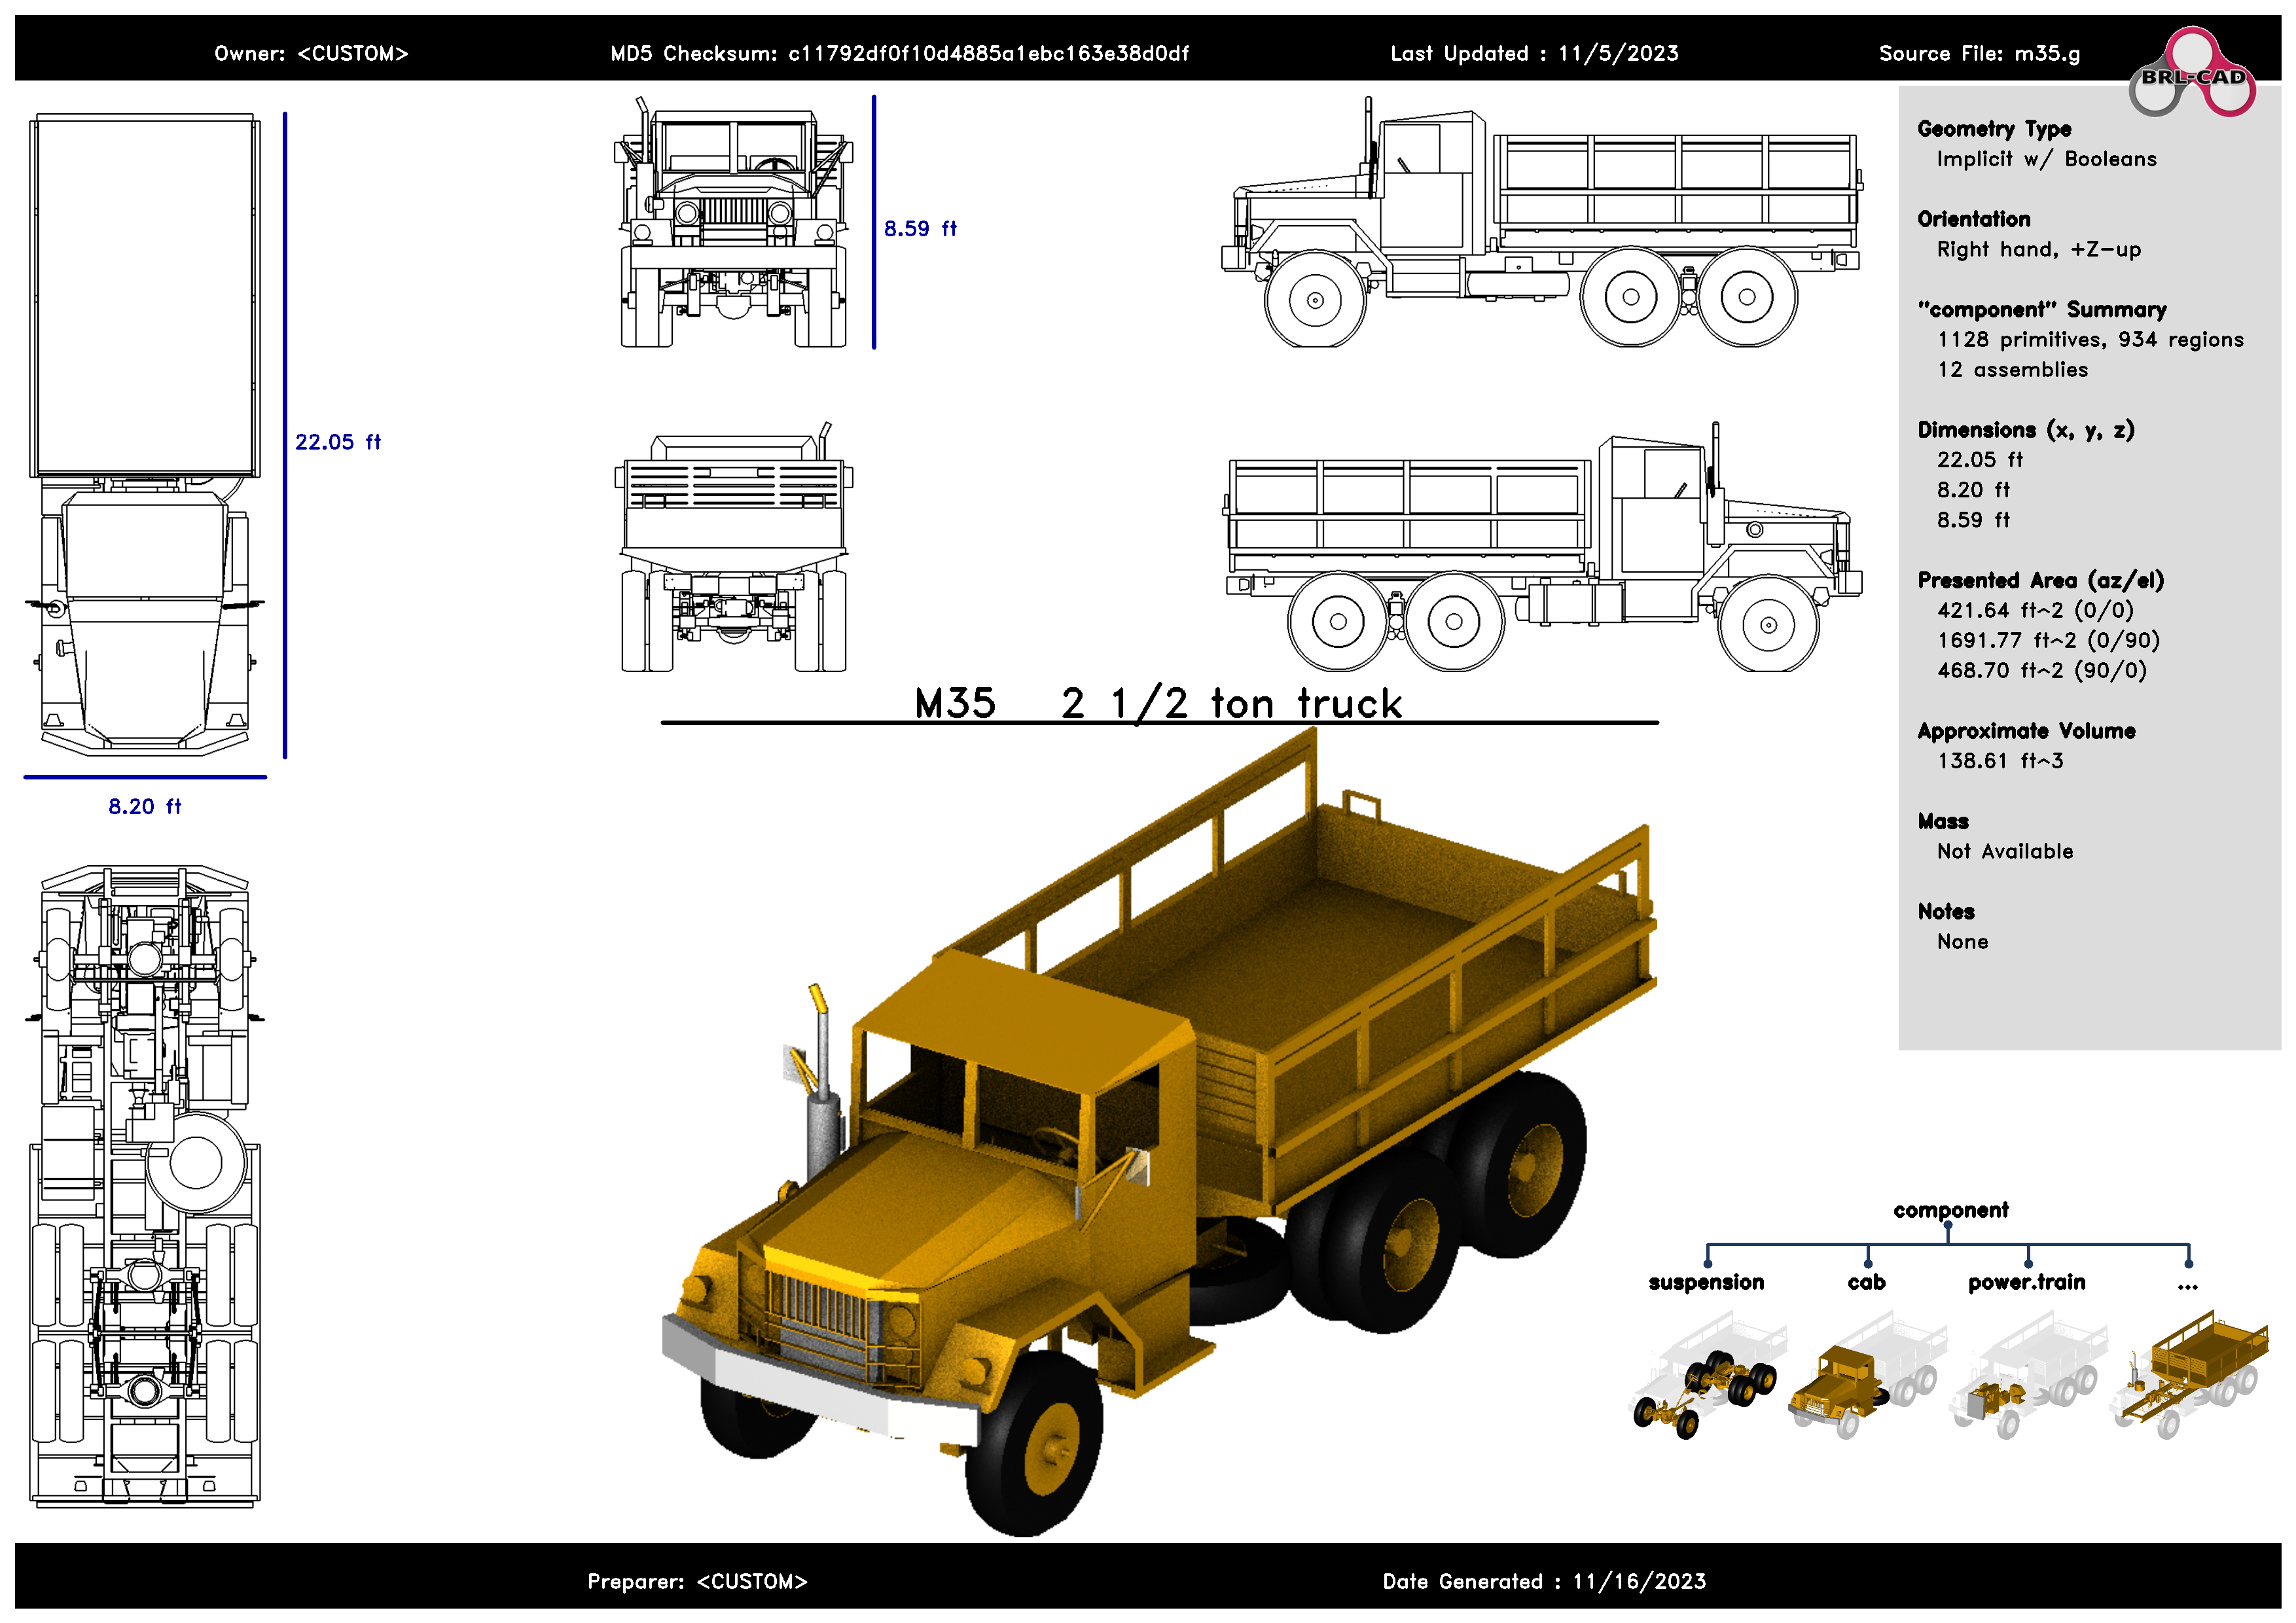 Owner: <CUSTOM>
MD5 Checksum: c11792df0f10d4885a1ebc163e38d0df
Last Updated : 11/5/2023
Source File: m35.g
BRL-CAD
22.05 ft
8.20 ft
8.59 ft
M35   2 1/2 ton truck
Geometry Type
Implicit w/ Booleans
Orientation
Right hand, +Z-up
"component" Summary
1128 primitives, 934 regions
12 assemblies
Dimensions (x, y, z)
22.05 ft
8.20 ft
8.59 ft
Presented Area (az/el)
421.64 ft^2 (0/0)
1691.77 ft^2 (0/90)
468.70 ft^2 (90/0)
Approximate Volume
138.61 ft^3
Mass
Not Available
Notes
None
component
suspension
cab
power.train
...
Preparer: <CUSTOM>
Date Generated : 11/16/2023